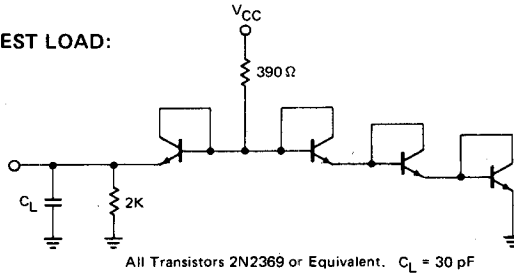 VCC
EST LOAD:
390 Ω
CL
2K
All Transistors 2N2369 or Equivalent. CL = 30 pF